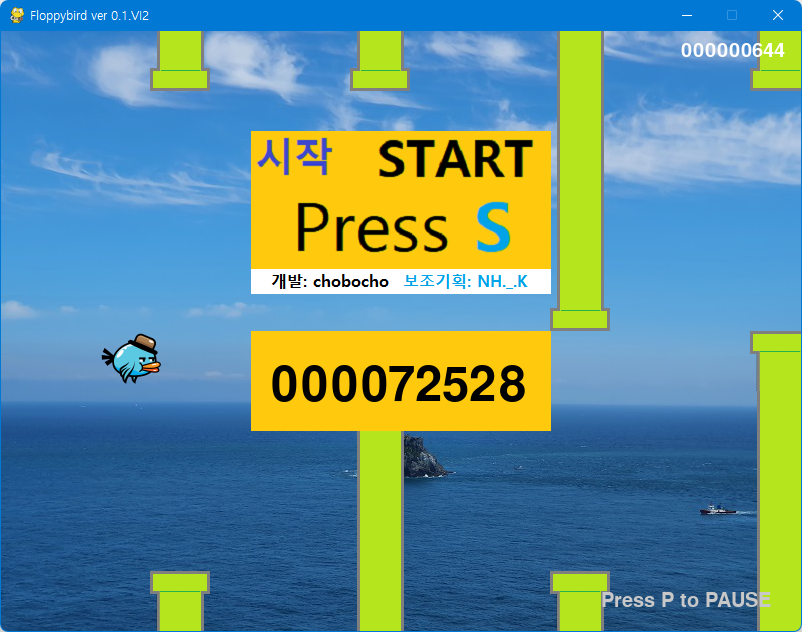 Floppybird ver 0.1.VI2
000000644
시작 START
Press S
개발: chobocho 보조기획: NH._.K
000072528
Press P to PAUSE